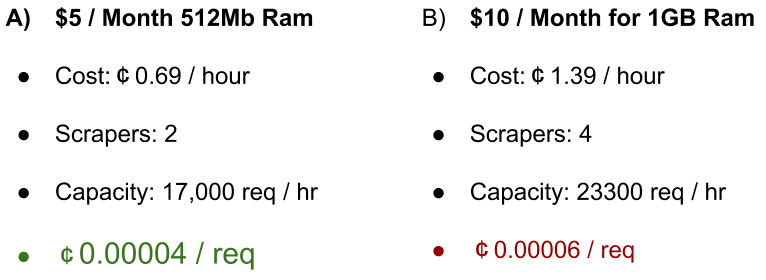 A) $5 / Month 512Mb Ram
● Cost: ¢ 0.69 / hour
● Scrapers: 2
● Capacity: 17,000 req / hr
● ¢ 0.00004 / req
B) $10 / Month for 1GB Ram
● Cost: ¢ 1.39 / hour
● Scrapers: 4
● Capacity: 23300 req / hr
● ¢ 0.00006 / req